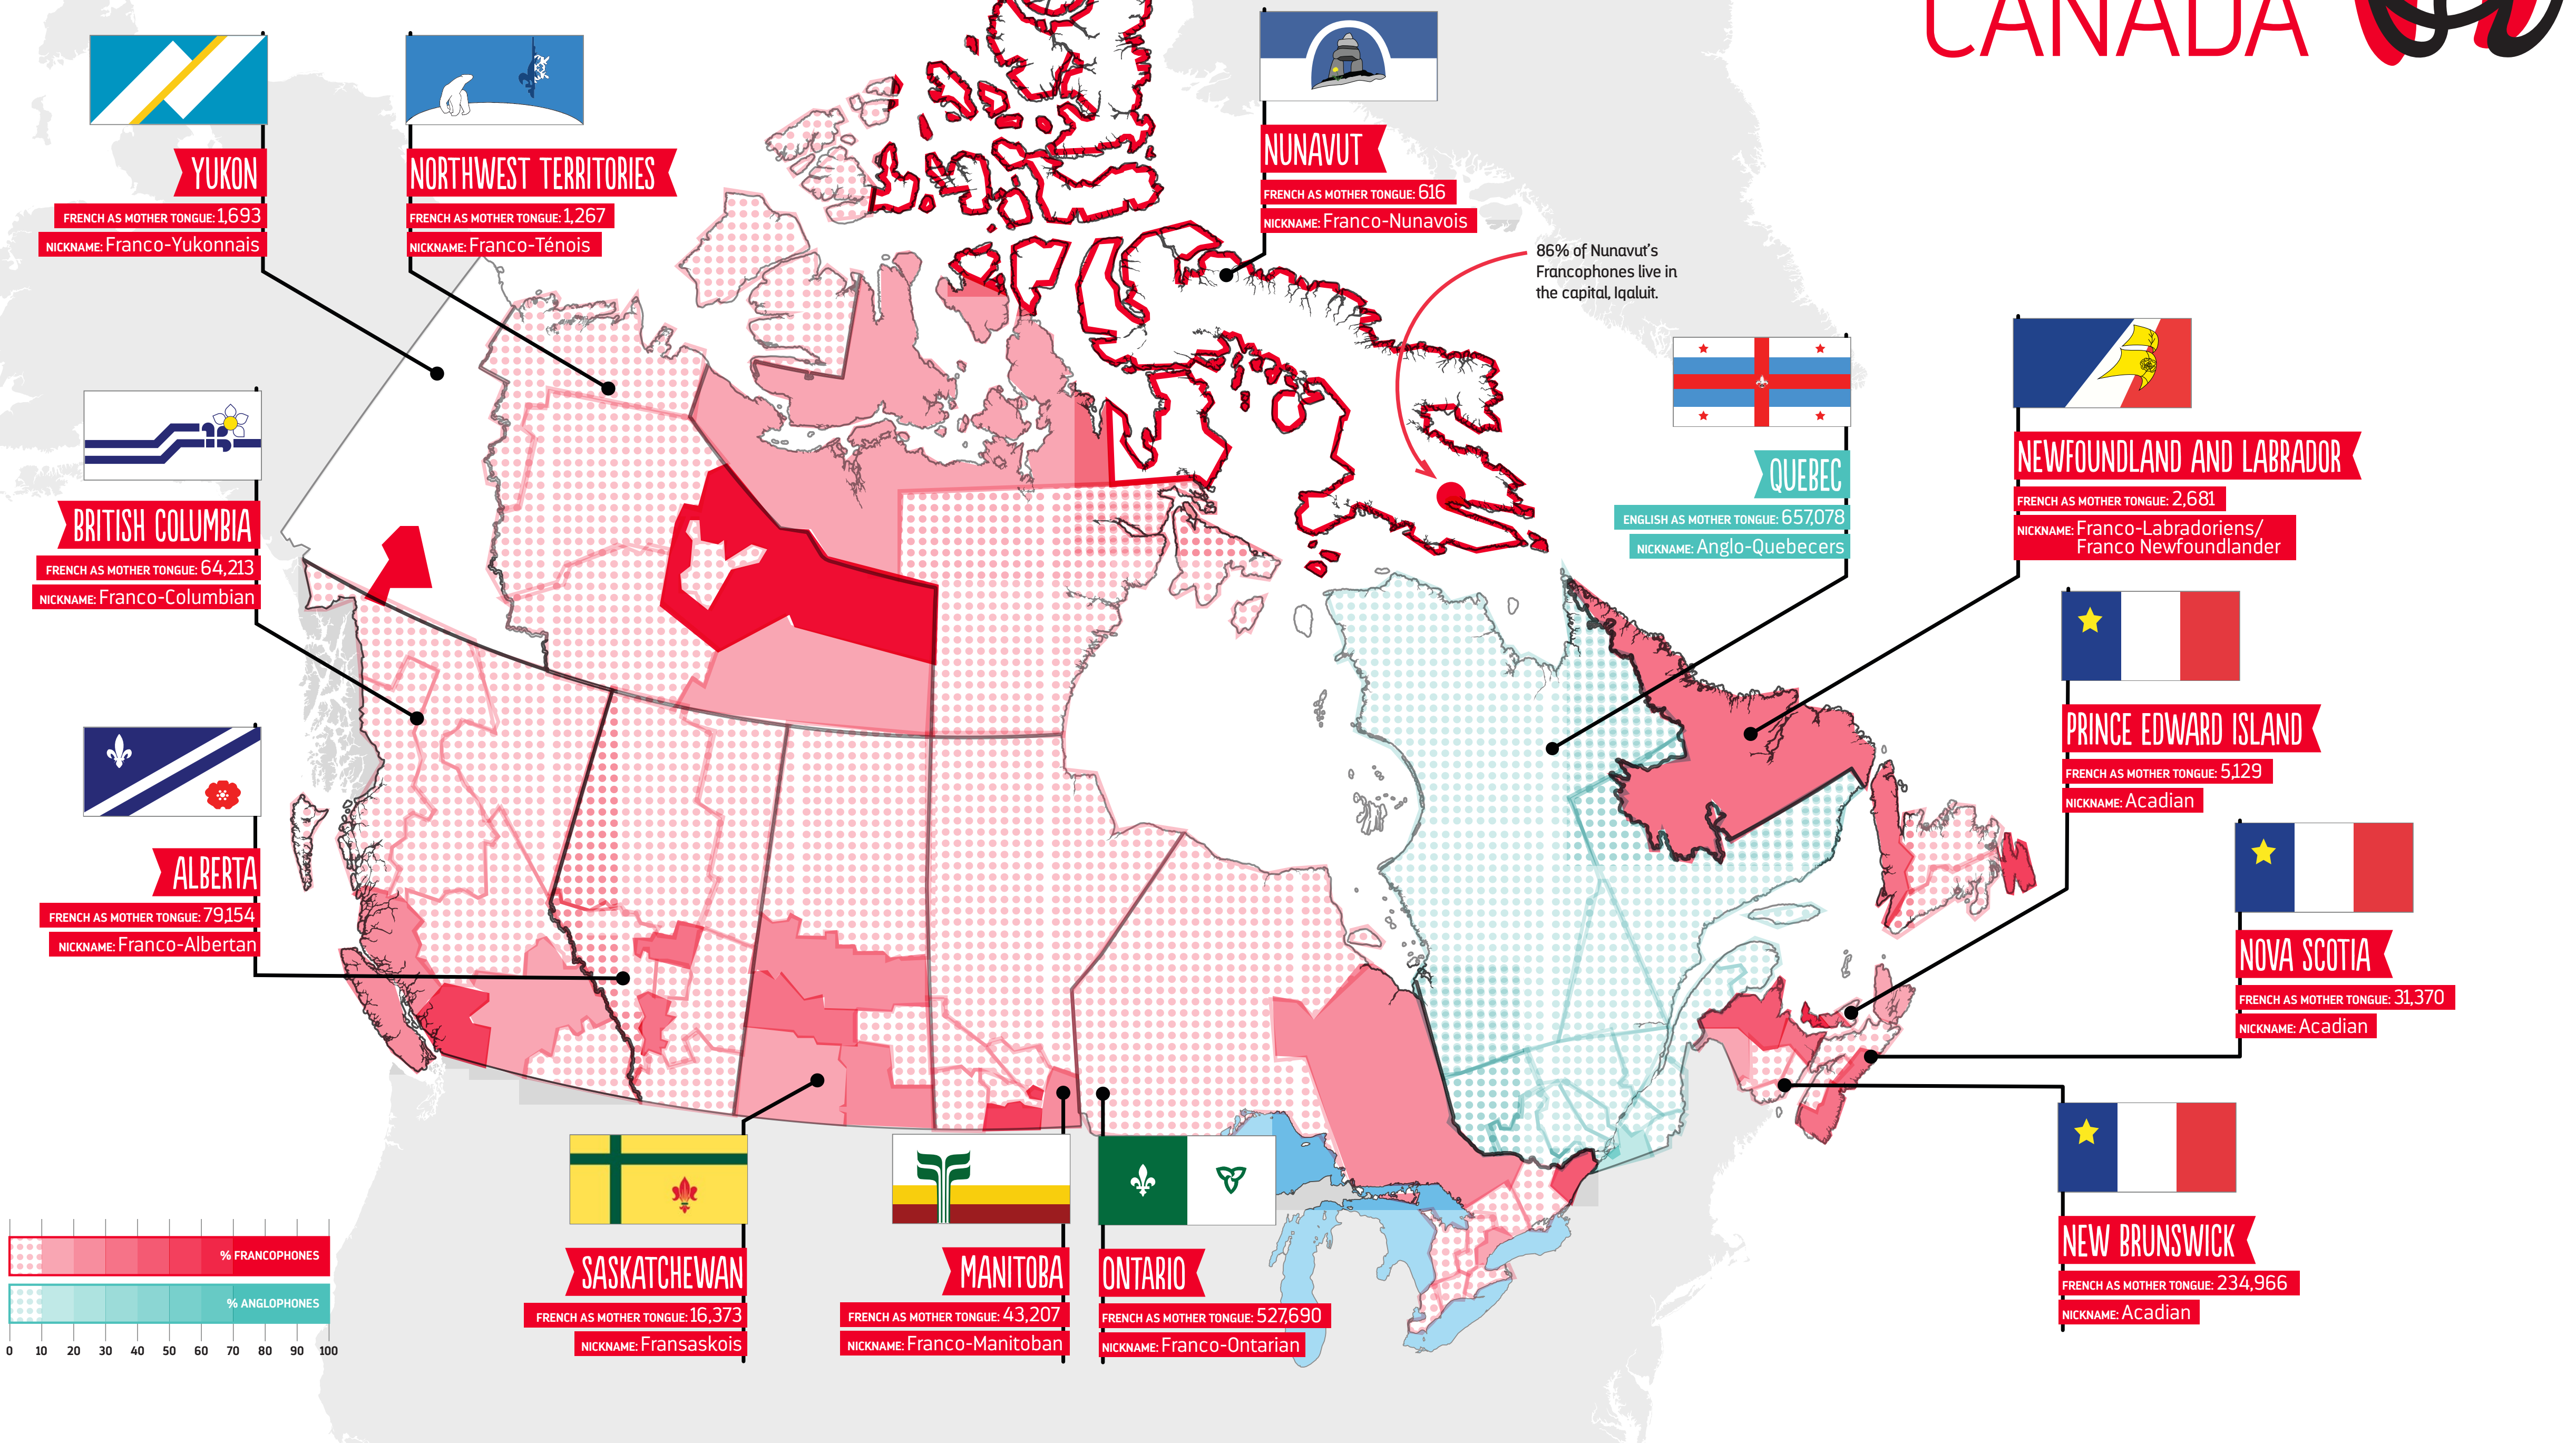 CANADA
YUKON
FRENCH AS MOTHER TONGUE: 1,693
NICKNAME: Franco-Yukonnais
NORTHWEST TERRITORIES
FRENCH AS MOTHER TONGUE: 1,267
NICKNAME: Franco-Ténois
NUNAVUT
FRENCH AS MOTHER TONGUE: 616
NICKNAME: Franco-Nunavois
86% of Nunavut's
Francophones live in
the capital, Iqaluit.
BRITISH COLUMBIA
FRENCH AS MOTHER TONGUE: 64,213
NICKNAME: Franco-Columbian
QUEBEC
ENGLISH AS MOTHER TONGUE: 657,078
NICKNAME: Anglo-Quebecers
NEWFOUNDLAND AND LABRADOR
FRENCH AS MOTHER TONGUE: 2,681
NICKNAME: Franco-Labradoriens/
Franco Newfoundlander
PRINCE EDWARD ISLAND
FRENCH AS MOTHER TONGUE: 5,129
NICKNAME: Acadian
ALBERTA
FRENCH AS MOTHER TONGUE: 79,154
NICKNAME: Franco-Albertan
NOVA SCOTIA
FRENCH AS MOTHER TONGUE: 31,370
NICKNAME: Acadian
SASKATCHEWAN
FRENCH AS MOTHER TONGUE: 16,373
NICKNAME: Fransaskois
MANITOBA
FRENCH AS MOTHER TONGUE: 43,207
NICKNAME: Franco-Manitoban
ONTARIO
FRENCH AS MOTHER TONGUE: 527,690
NICKNAME: Franco-Ontarian
NEW BRUNSWICK
FRENCH AS MOTHER TONGUE: 234,966
NICKNAME: Acadian
% FRANCOPHONES
% ANGLOPHONES
0 10 20 30 40 50 60 70 80 90 100